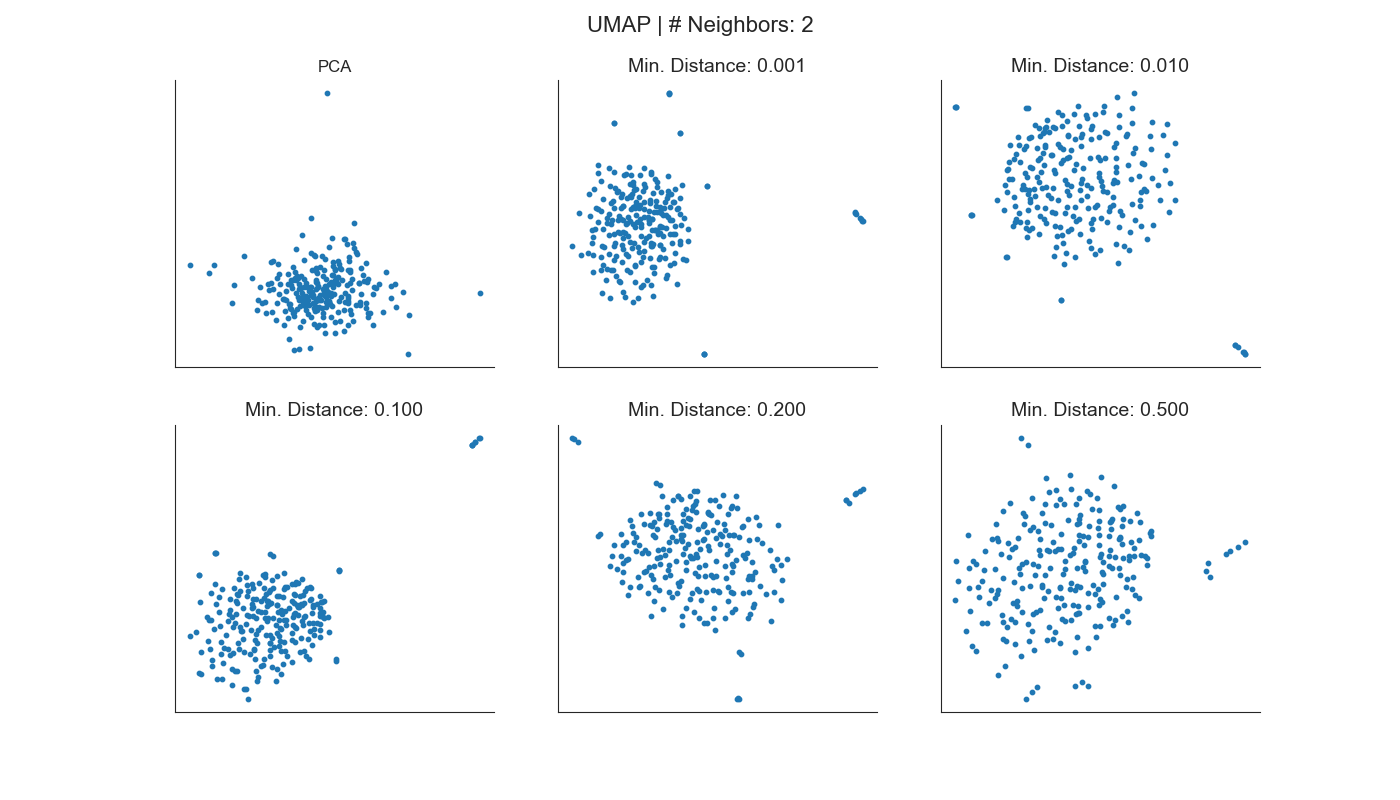 UMAP | # Neighbors: 2
PCA
Min. Distance: 0.001
Min. Distance: 0.010
Min. Distance: 0.100
Min. Distance: 0.200
Min. Distance: 0.500